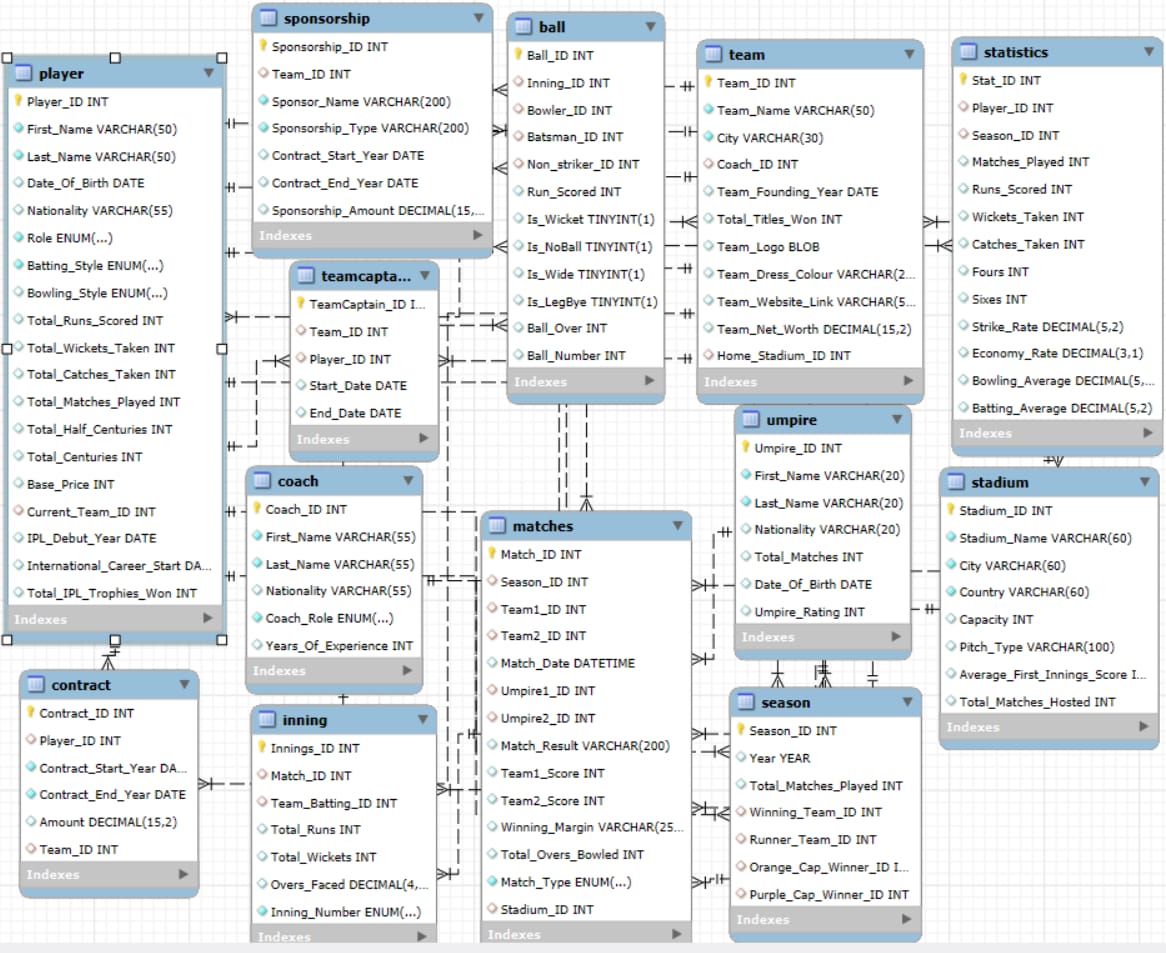 player
Player_ID INT
First_Name VARCHAR(50)
Last_Name VARCHAR(50)
Date_Of_Birth DATE
Nationality VARCHAR(55)
Role ENUM(...)
Batting_Style ENUM(...)
Bowling_Style ENUM(...)
Total_Runs_Scored INT
Total_Wickets_Taken INT
Total_Catches_Taken INT
Total_Matches_Played INT
Total_Half_Centuries INT
Total_Centuries INT
Base_Price INT
Current_Team_ID INT
IPL_Debut_Year DATE
International_Career_Start DA...
Total_IPL_Trophies_Won INT
Indexes
contract
Contract_ID INT
Player_ID INT
Contract_Start_Year DA...
Contract_End_Year DATE
Amount DECIMAL(15,2)
Team_ID INT
Indexes
sponsorship
Sponsorship_ID INT
Team_ID INT
Sponsor_Name VARCHAR(200)
Sponsorship_Type VARCHAR(200)
Contract_Start_Year DATE
Contract_End_Year DATE
Sponsorship_Amount DECIMAL(15,...
Indexes
teamcapta...
TeamCaptain_ID I...
Team_ID INT
Player_ID INT
Start_Date DATE
End_Date DATE
Indexes
coach
Coach_ID INT
First_Name VARCHAR(55)
Last_Name VARCHAR(55)
Nationality VARCHAR(55)
Coach_Role ENUM(...)
Years_Of_Experience INT
Indexes
inning
Innings_ID INT
Match_ID INT
Team_Batting_ID INT
Total_Runs INT
Total_Wickets INT
Overs_Faced DECIMAL(4,...
Inning_Number ENUM(...)
Indexes
ball
Ball_ID INT
Inning_ID INT
Bowler_ID INT
Batsman_ID INT
Non_striker_ID INT
Run_Scored INT
Is_Wicket TINYINT(1)
Is_NoBall TINYINT(1)
Is_Wide TINYINT(1)
Is_LegBye TINYINT(1)
Ball_Over INT
Ball_Number INT
Indexes
matches
Match_ID INT
Season_ID INT
Team1_ID INT
Team2_ID INT
Match_Date DATETIME
Umpire1_ID INT
Umpire2_ID INT
Match_Result VARCHAR(200)
Team1_Score INT
Team2_Score INT
Winning_Margin VARCHAR(25...
Total_Overs_Bowled INT
Match_Type ENUM(...)
Stadium_ID INT
Indexes
team
Team_ID INT
Team_Name VARCHAR(50)
City VARCHAR(30)
Coach_ID INT
Team_Founding_Year DATE
Total_Titles_Won INT
Team_Logo BLOB
Team_Dress_Colour VARCHAR(2...
Team_Website_Link VARCHAR(5...
Team_Net_Worth DECIMAL(15,2)
Home_Stadium_ID INT
Indexes
umpire
Umpire_ID INT
First_Name VARCHAR(20)
Last_Name VARCHAR(20)
Nationality VARCHAR(20)
Total_Matches INT
Date_Of_Birth DATE
Umpire_Rating INT
Indexes
season
Season_ID INT
Year YEAR
Total_Matches_Played INT
Winning_Team_ID INT
Runner_Team_ID INT
Orange_Cap_Winner_ID I...
Purple_Cap_Winner_ID INT
Indexes
statistics
Stat_ID INT
Player_ID INT
Season_ID INT
Matches_Played INT
Runs_Scored INT
Wickets_Taken INT
Catches_Taken INT
Fours INT
Sixes INT
Strike_Rate DECIMAL(5,2)
Economy_Rate DECIMAL(3,1)
Bowling_Average DECIMAL(5,...
Batting_Average DECIMAL(5,2)
Indexes
stadium
Stadium_ID INT
Stadium_Name VARCHAR(60)
City VARCHAR(60)
Country VARCHAR(60)
Capacity INT
Pitch_Type VARCHAR(100)
Average_First_Innings_Score I...
Total_Matches_Hosted INT
Indexes